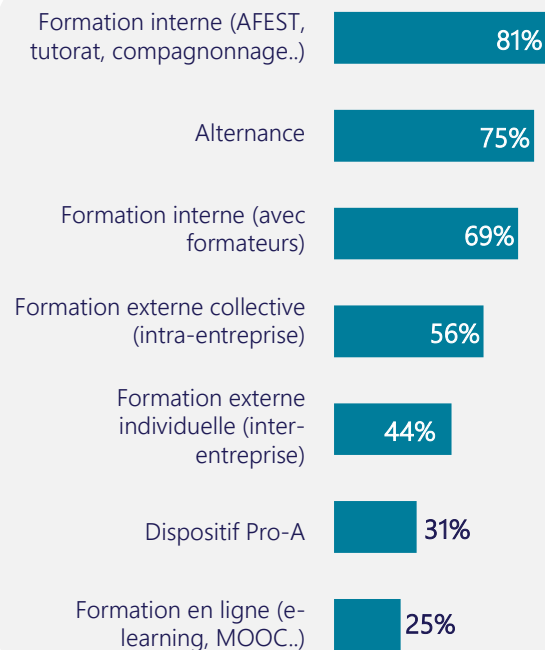 Formation interne (AFEST,
tutorat, compagnonnage..)
81%
Alternance
75%
Formation interne (avec
formateurs)
69%
Formation externe collective
(intra-entreprise)
56%
Formation externe
individuelle (inter-
entreprise)
44%
Dispositif Pro-A
31%
Formation en ligne (e-
learning, MOOC..)
25%